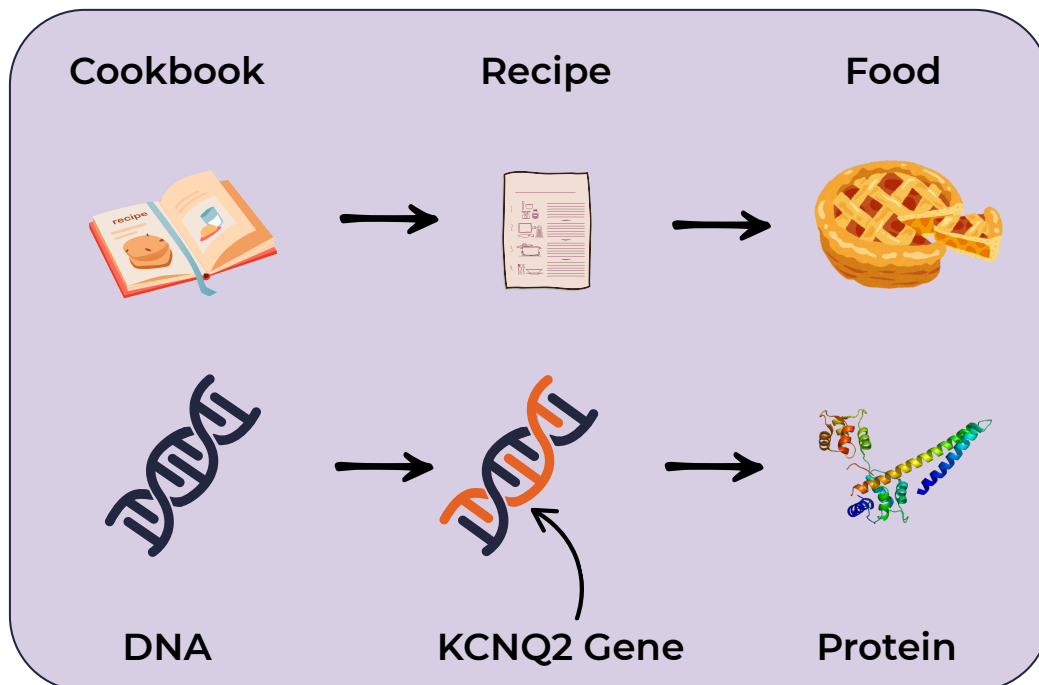 Cookbook
Recipe
Food
recipe
DNA
KCNQ2 Gene
Protein